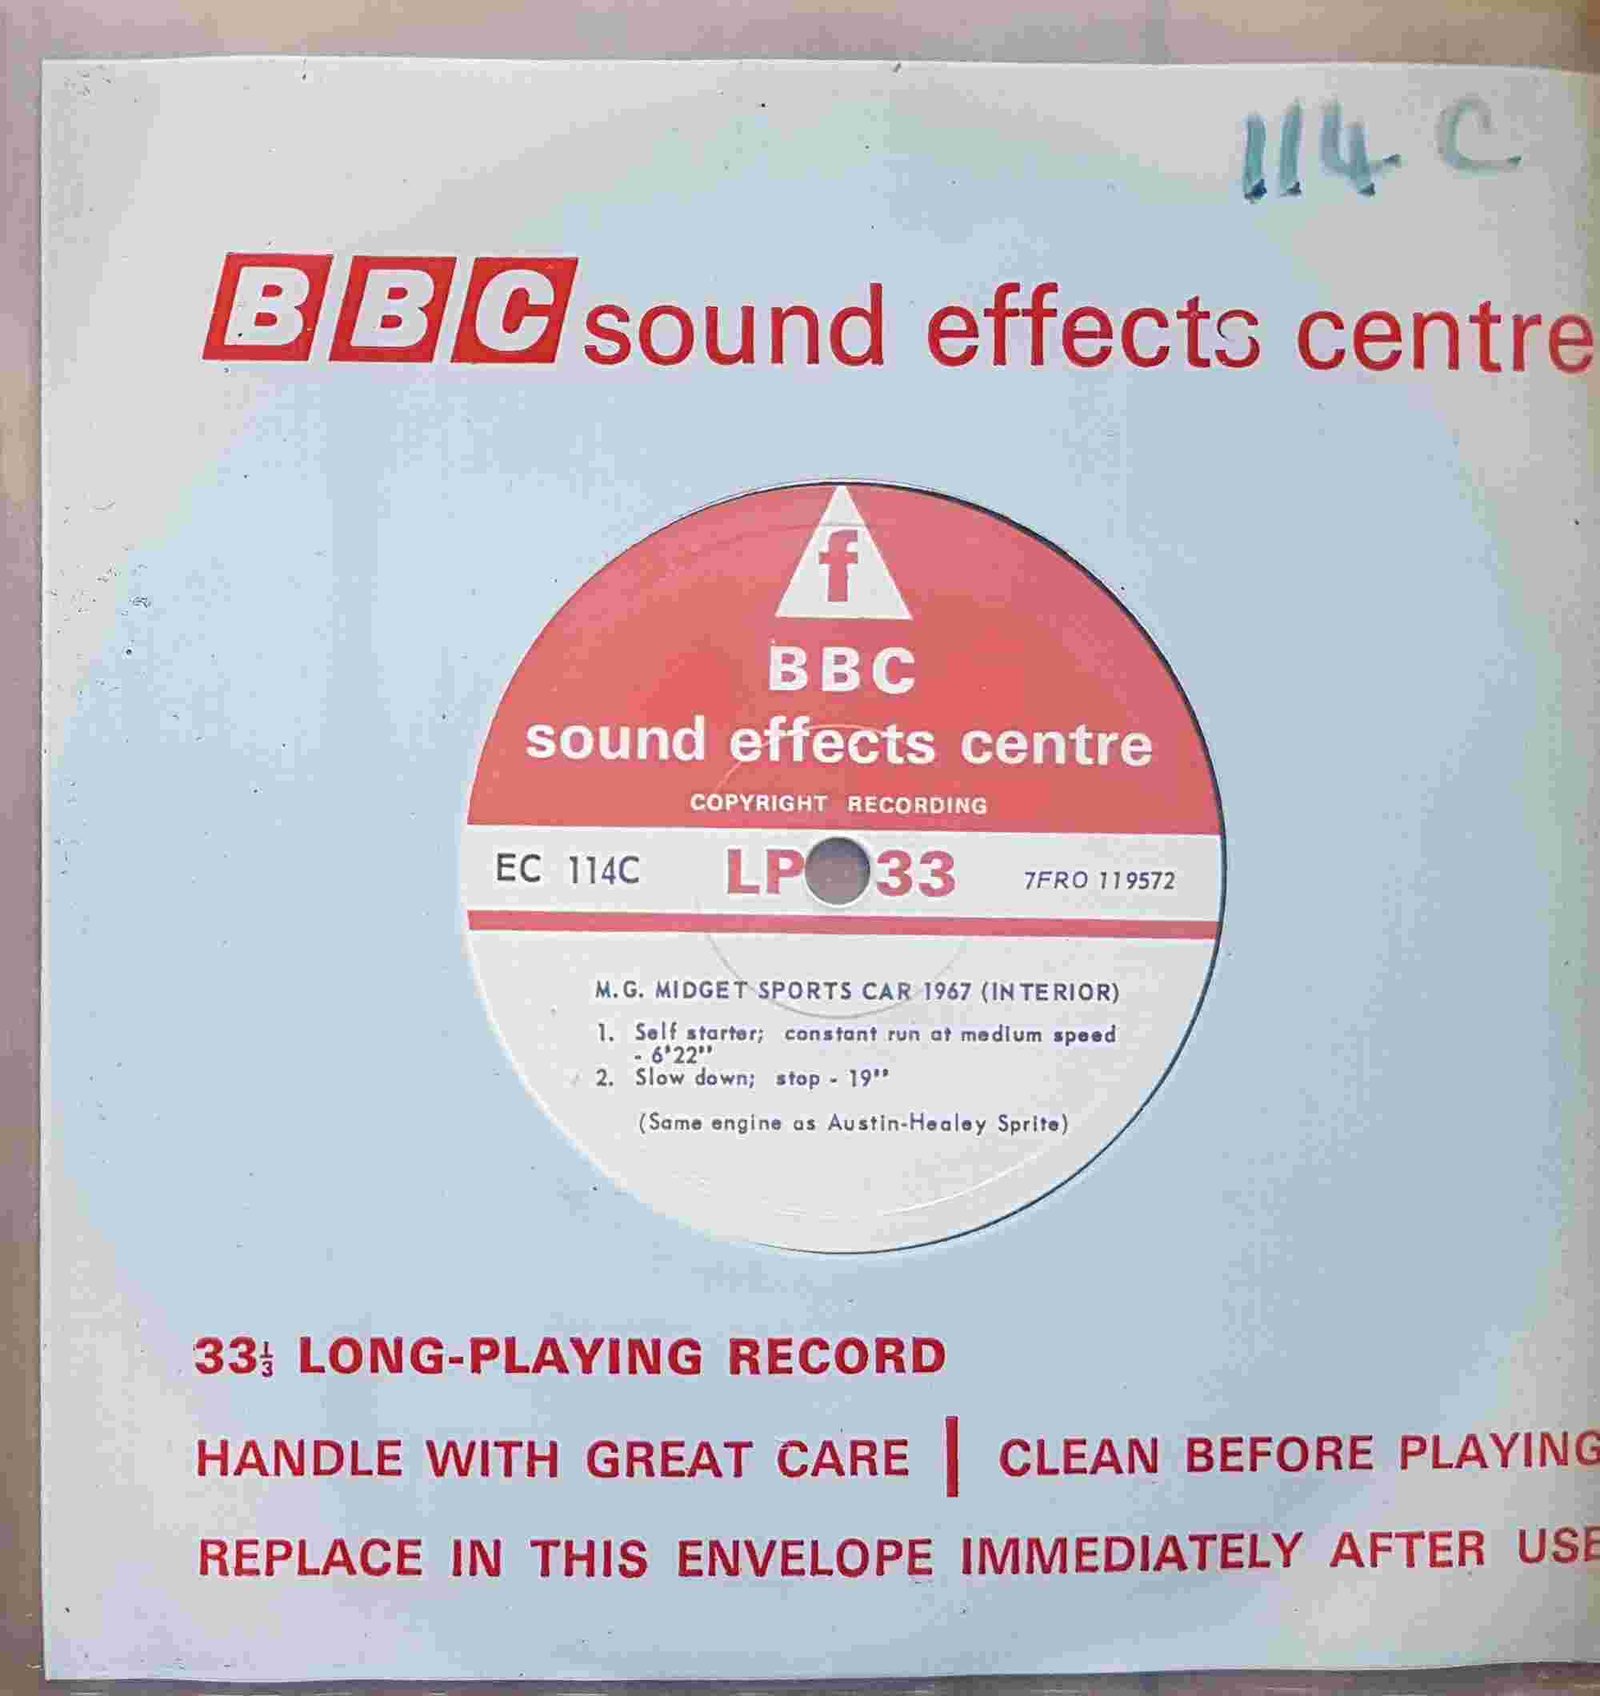 114 C
BBC sound effects centre
f
BBC
sound effects centre
COPYRIGHT RECORDING
EC 114C LP 33 7FRO 119572
M.G. MIDGET SPORTS CAR 1967 (INTERIOR)
1. Self starter; constant run at medium speed
- 6'22"
2. Slow down; stop - 19"
(Same engine as Austin-Healey Sprite)
33⅓ LONG-PLAYING RECORD
HANDLE WITH GREAT CARE | CLEAN BEFORE PLAYING
REPLACE IN THIS ENVELOPE IMMEDIATELY AFTER USE